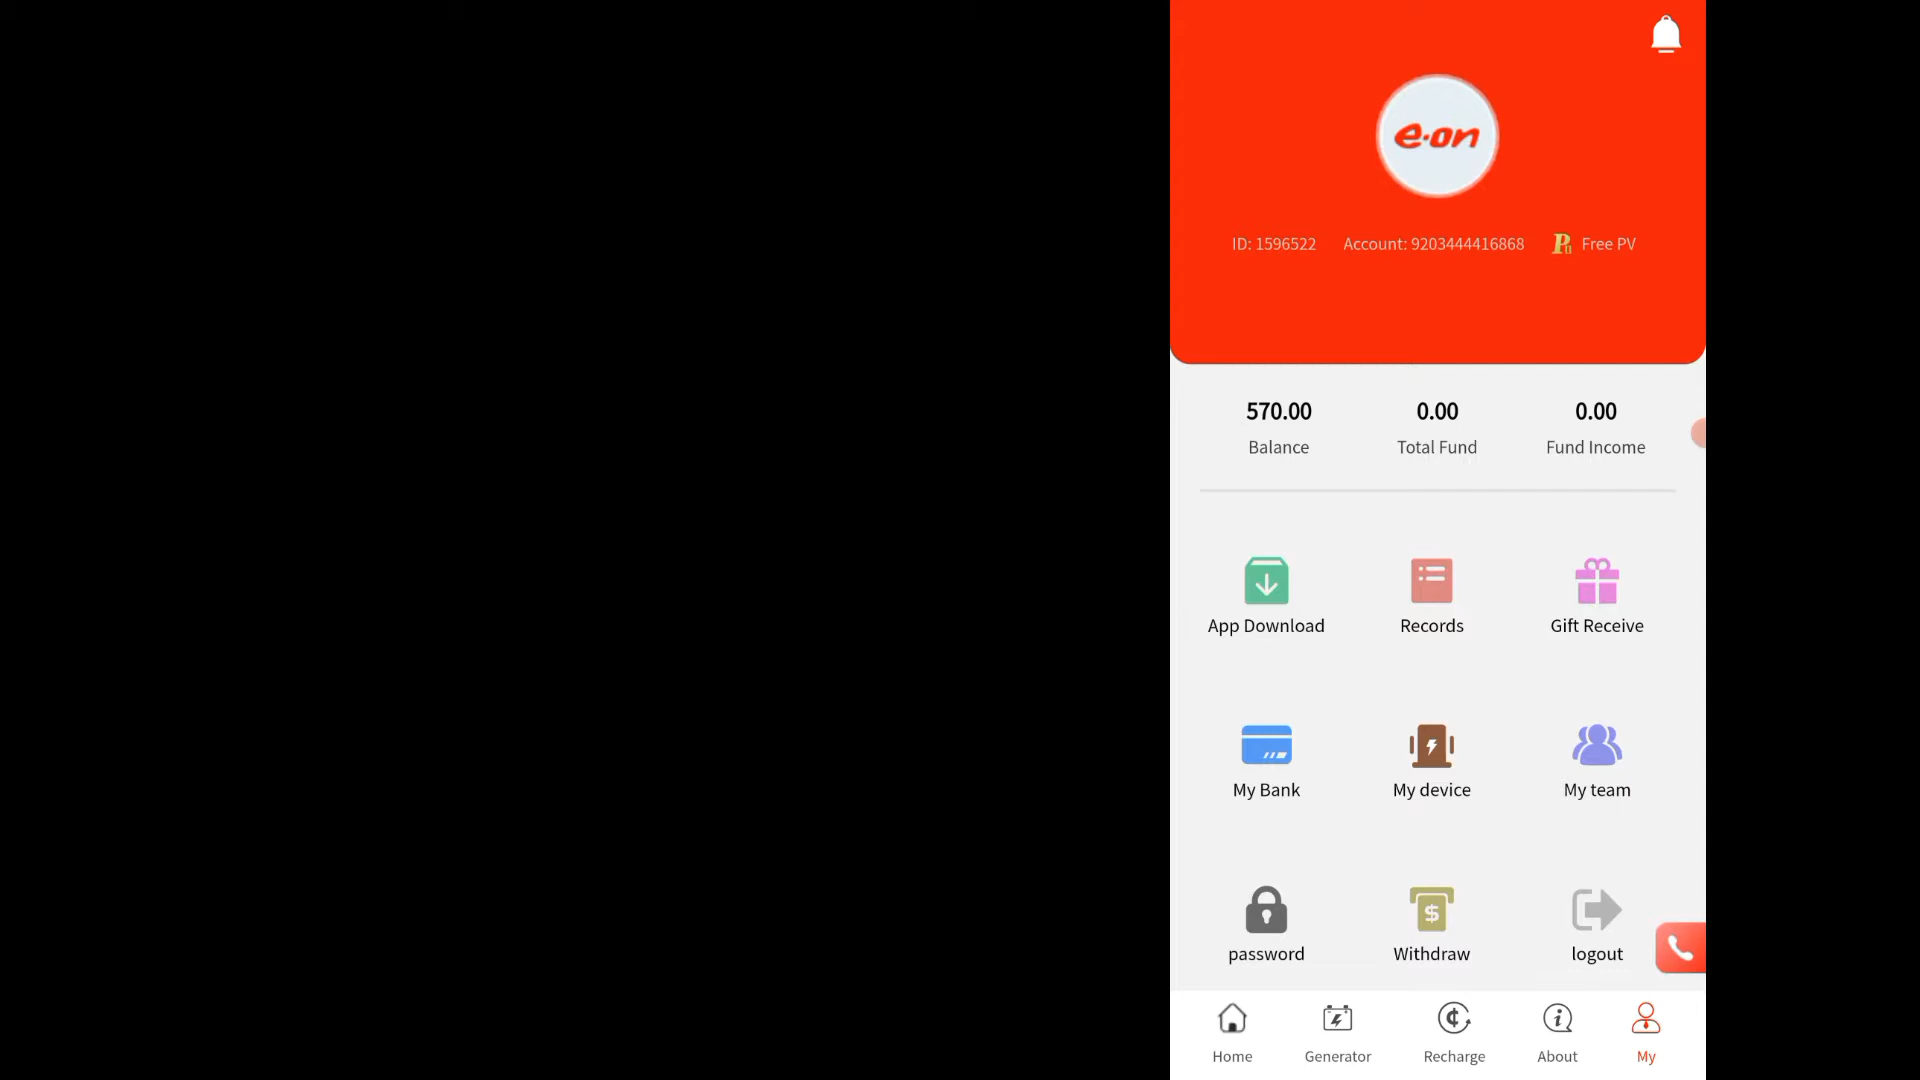 e·on
ID: 1596522 Account: 9203444416868 Free PV
570.00 0.00 0.00
Balance Total Fund Fund Income
App Download Records Gift Receive
My Bank My device My team
password Withdraw logout
Home Generator Recharge About My